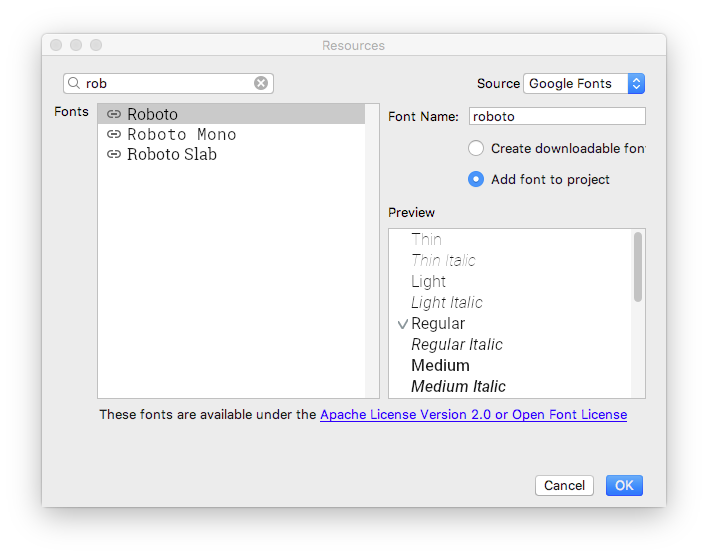 Resources
rob
Source Google Fonts
Fonts
Roboto
Roboto Mono
Roboto Slab
Font Name: roboto
Create downloadable fon
Add font to project
Preview
Thin
Thin Italic
Light
Light Italic
Regular
Regular Italic
Medium
Medium Italic
These fonts are available under the Apache License Version 2.0 or Open Font License
Cancel OK